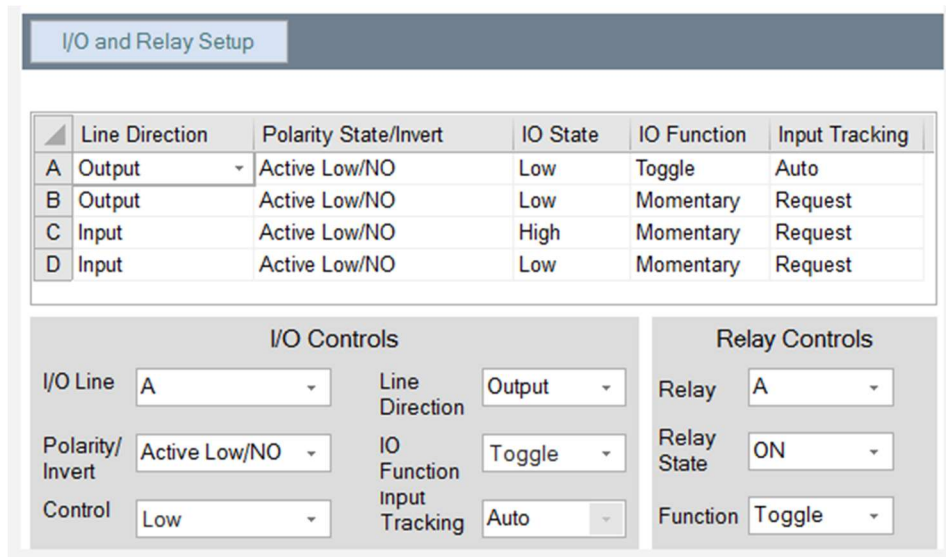 I/O and Relay Setup
Line Direction Polarity State/Invert IO State IO Function Input Tracking
A Output Active Low/NO Low Toggle Auto
B Output Active Low/NO Low Momentary Request
C Input Active Low/NO High Momentary Request
D Input Active Low/NO Low Momentary Request
I/O Controls
I/O Line A
Line Direction Output
Polarity/Invert Active Low/NO
IO Function Toggle
Control Low
Input Tracking Auto
Relay Controls
Relay A
Relay State ON
Function Toggle